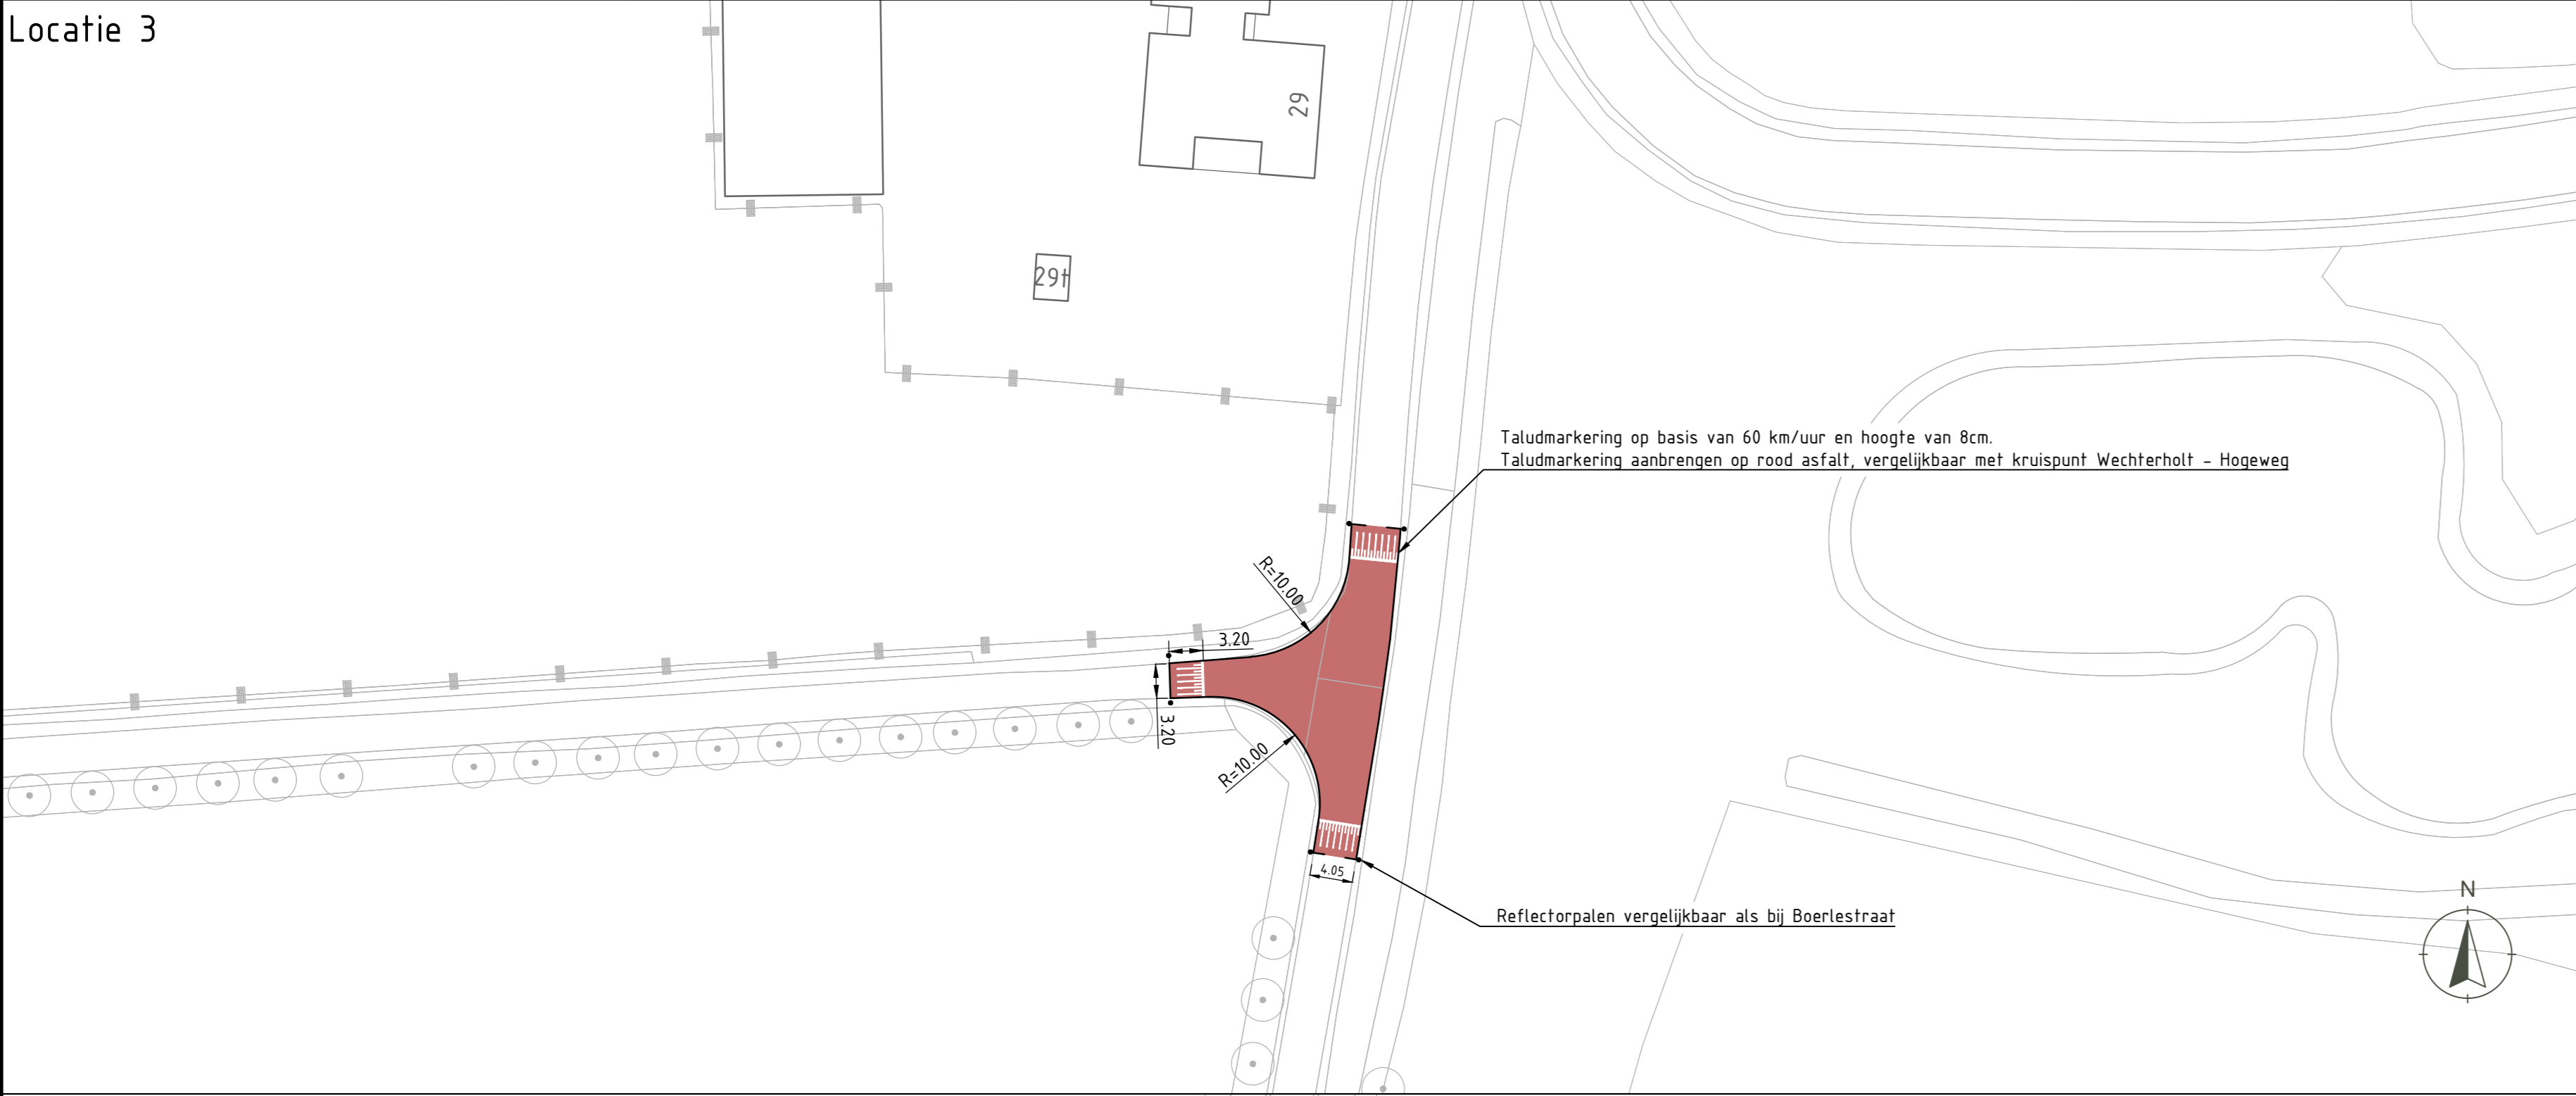 Locatie 3
29
29t
Taludmarkering op basis van 60 km/uur en hoogte van 8cm.
Taludmarkering aanbrengen op rood asfalt, vergelijkbaar met kruispunt Wechterholt - Hogeweg
R=10.00
3.20
3.20
R=10.00
4.05
Reflectorpalen vergelijkbaar als bij Boerlestraat
N